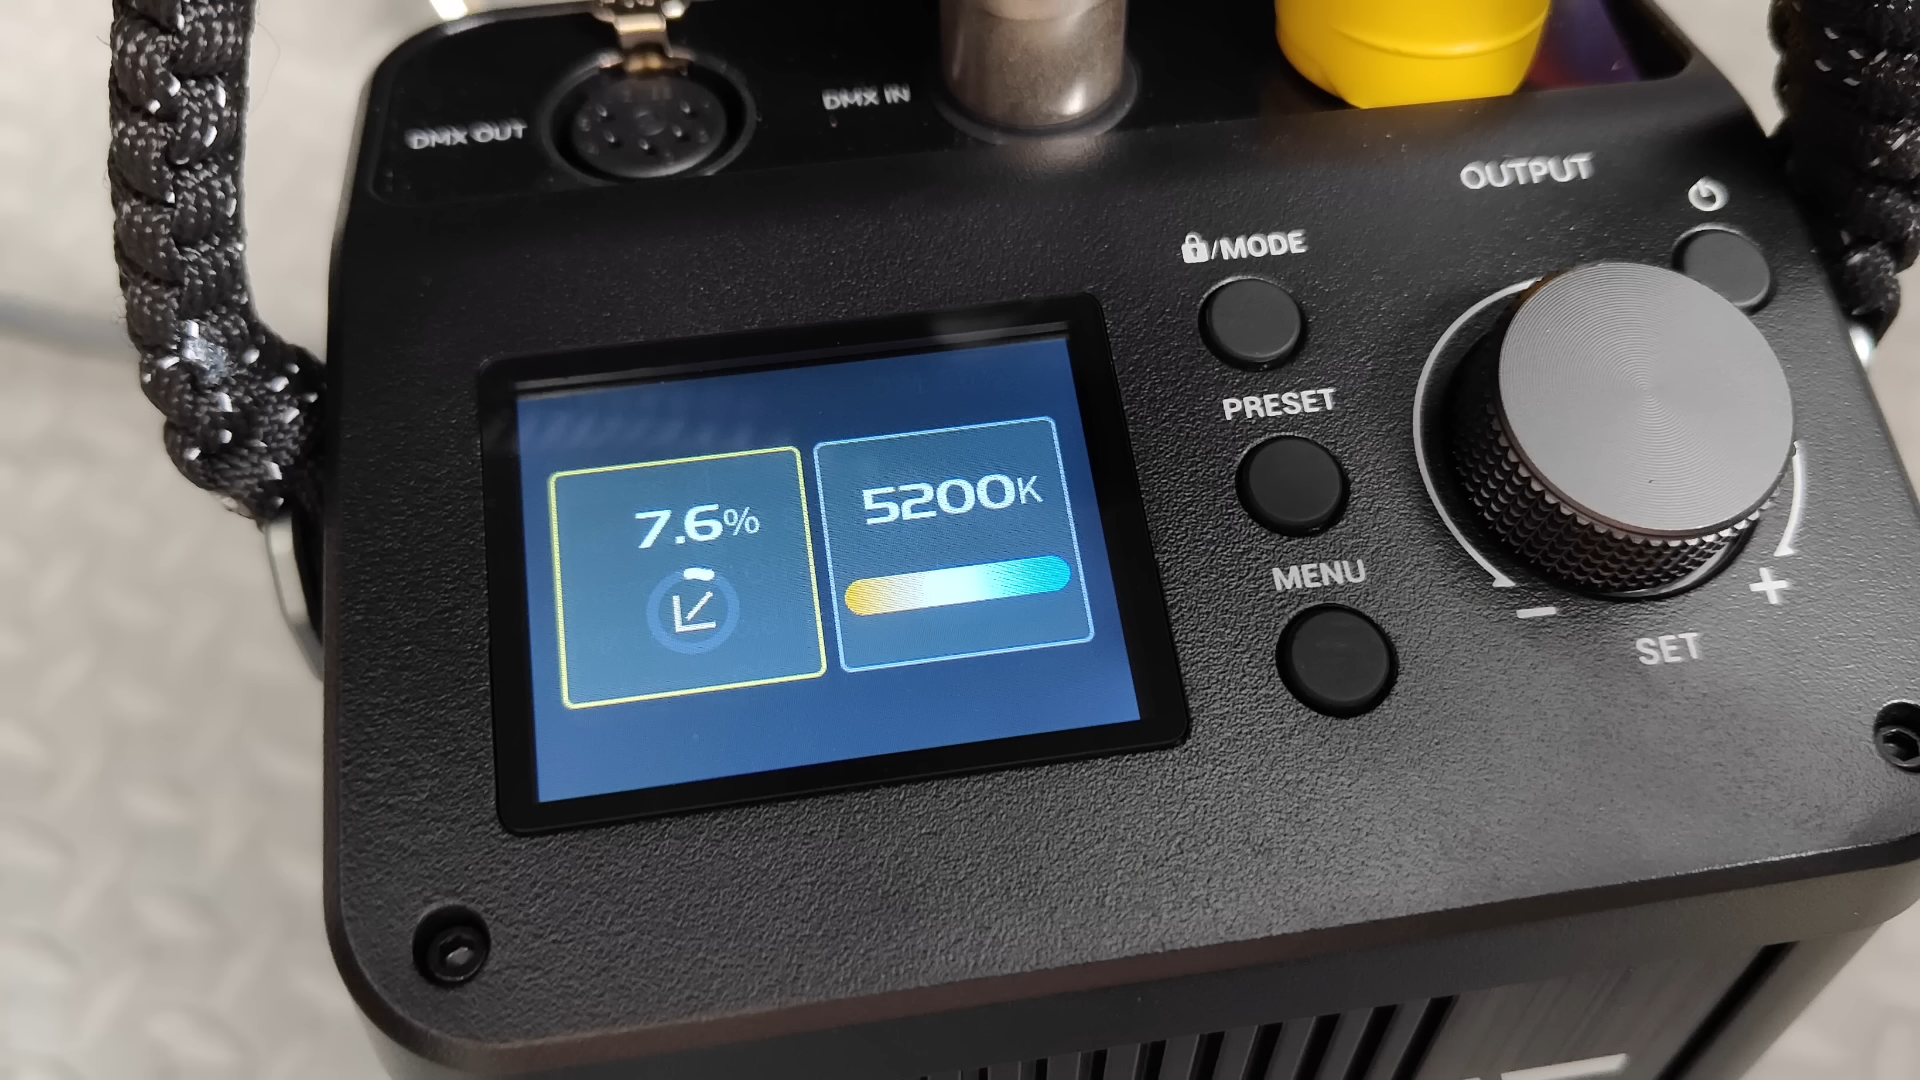 DMX OUT
DMX IN
OUTPUT
/MODE
PRESET
MENU
7.6%
5200K
−
+
SET